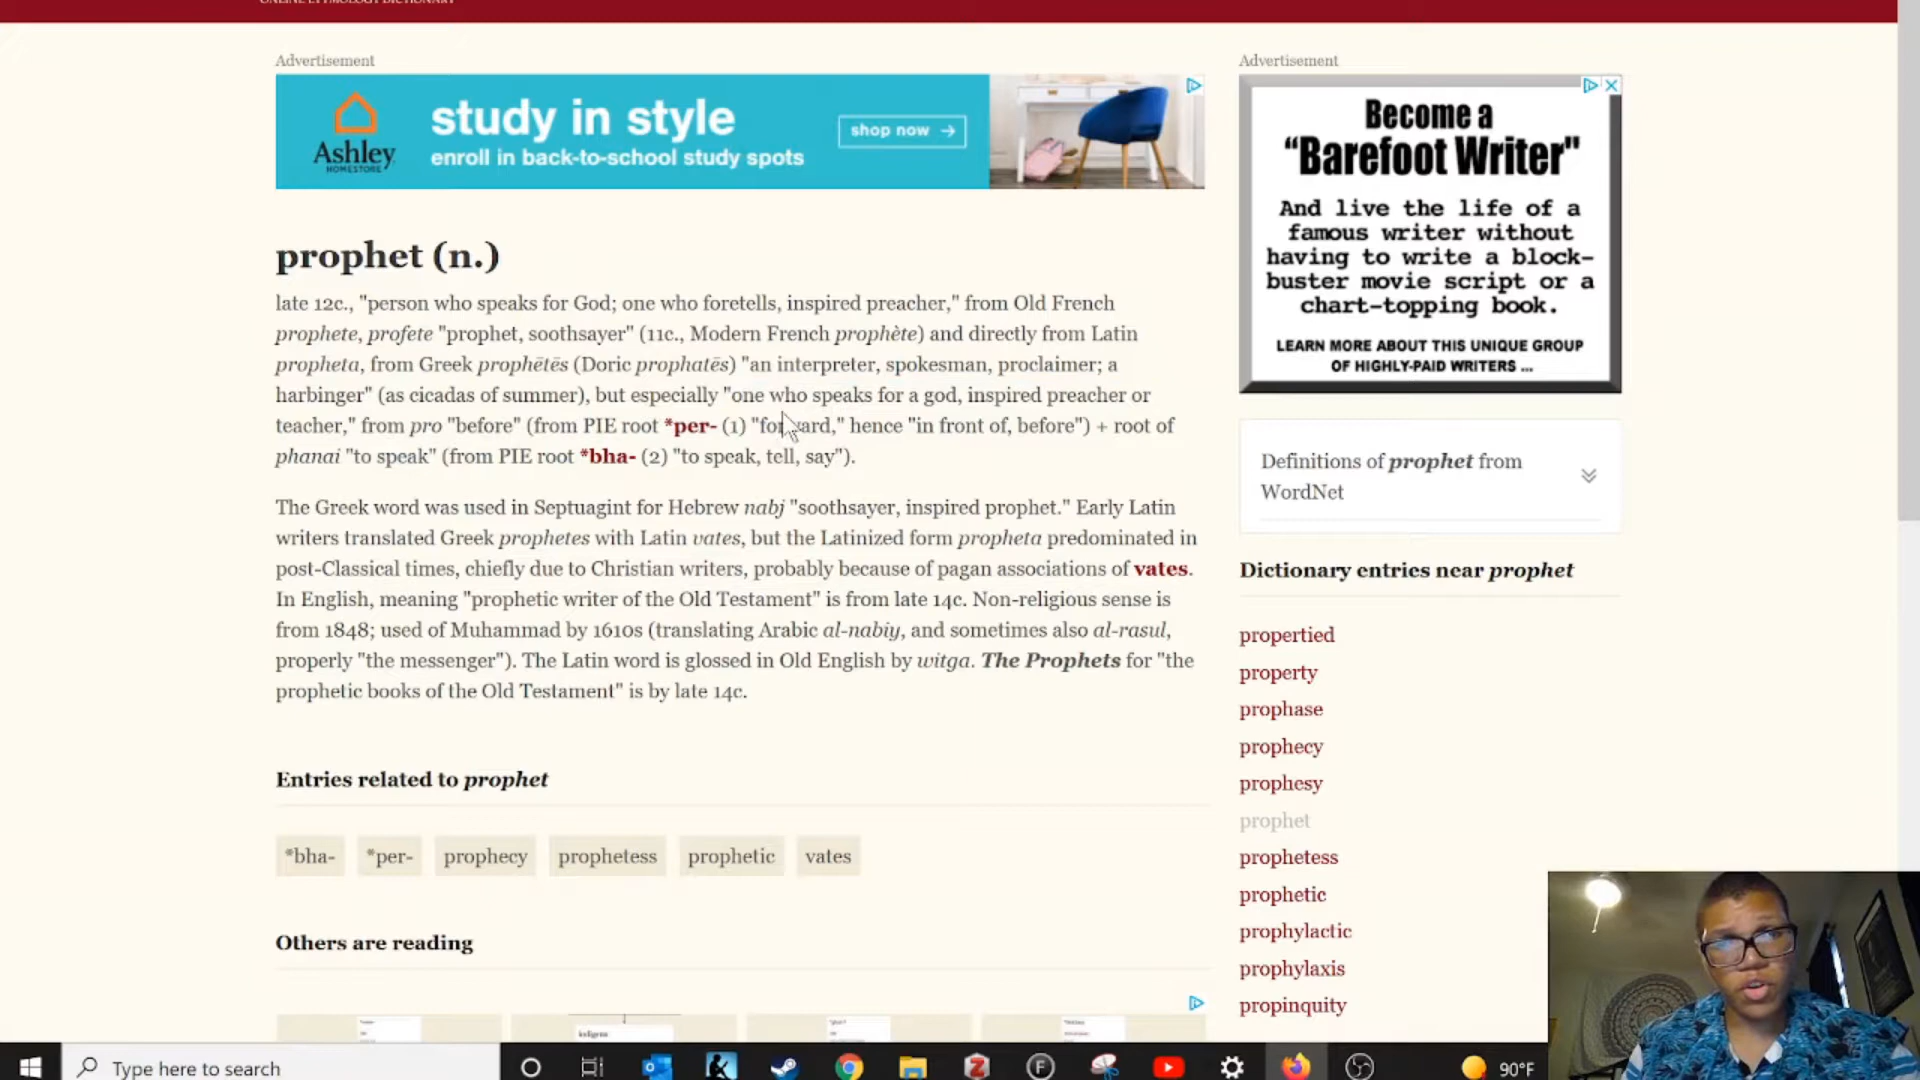 ONLINE ETYMOLOGY DICTIONARY
Advertisement
Ashley
HOMESTORE
study in style
enroll in back-to-school study spots
shop now →
Advertisement
Become a
“Barefoot Writer"
And live the life of a
famous writer without
having to write a block-
buster movie script or a
chart-topping book.
LEARN MORE ABOUT THIS UNIQUE GROUP
OF HIGHLY-PAID WRITERS ...
prophet (n.)
late 12c., "person who speaks for God; one who foretells, inspired preacher," from Old French
prophete, profete "prophet, soothsayer" (11c., Modern French prophète) and directly from Latin
propheta, from Greek prophētēs (Doric prophatēs) "an interpreter, spokesman, proclaimer; a
harbinger" (as cicadas of summer), but especially "one who speaks for a god, inspired preacher or
teacher," from pro "before" (from PIE root *per- (1) "forward," hence "in front of, before") + root of
phanai "to speak" (from PIE root *bha- (2) "to speak, tell, say").
The Greek word was used in Septuagint for Hebrew nabj "soothsayer, inspired prophet." Early Latin
writers translated Greek prophetes with Latin vates, but the Latinized form propheta predominated in
post-Classical times, chiefly due to Christian writers, probably because of pagan associations of vates.
In English, meaning "prophetic writer of the Old Testament" is from late 14c. Non-religious sense is
from 1848; used of Muhammad by 1610s (translating Arabic al-nabiy, and sometimes also al-rasul,
properly "the messenger"). The Latin word is glossed in Old English by witga. The Prophets for "the
prophetic books of the Old Testament" is by late 14c.
Entries related to prophet
*bha- *per- prophecy prophetess prophetic vates
Others are reading
Definitions of prophet from
WordNet
Dictionary entries near prophet
propertied
property
prophase
prophecy
prophesy
prophet
prophetess
prophetic
prophylactic
prophylaxis
propinquity
Type here to search
90°F